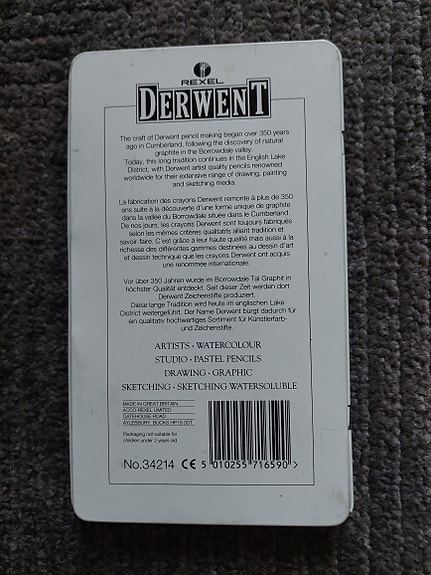 REXEL
DERWENT
The craft of Derwent pencil making began over 350 years
ago in Cumberland, following the discovery of natural
graphite in the Borrowdale valley.
Today, this long tradition continues in the English Lake
District, with Derwent artist quality pencils renowned
worldwide for their extensive range of drawing, painting
and sketching media.
La fabrication des crayons Derwent remonte à plus de 350
ans suite à la découverte d'une forme unique de graphite
dans la vallée du Borrowdale située dans le Cumberland.
De nos jours, les crayons Derwent sont toujours fabriqués
selon les mêmes critères qualitatifs alliant tradition et
savoir-faire. C'est grâce à leur haute qualité mais aussi à la
richesse des différentes gammes destinées au dessin d'art
et dessin technique que les crayons Derwent ont acquis
une renommée internationale.
Vor über 350 Jahren wurde im Borrowdale Tal Graphit in
höchster Qualität entdeckt. Seit dieser Zeit werden dort
Derwent Zeichenstifte produziert.
Diese lange Tradition wird heute im englischen Lake
District weitergeführt. Der Name Derwent bürgt dadurch für
ein qualitativ hochwertiges Sortiment für Künstlerfarb-
und Zeichenstifte.
ARTISTS · WATERCOLOUR
STUDIO · PASTEL PENCILS
DRAWING · GRAPHIC
SKETCHING · SKETCHING WATERSOLUBLE
MADE IN GREAT BRITAIN
ACCO-REXEL LIMITED
GATEHOUSE ROAD
AYLESBURY, BUCKS HP19 3DT
Packaging not suitable for
children under 3 years old
No.34214 CE 5 010255 716590 >